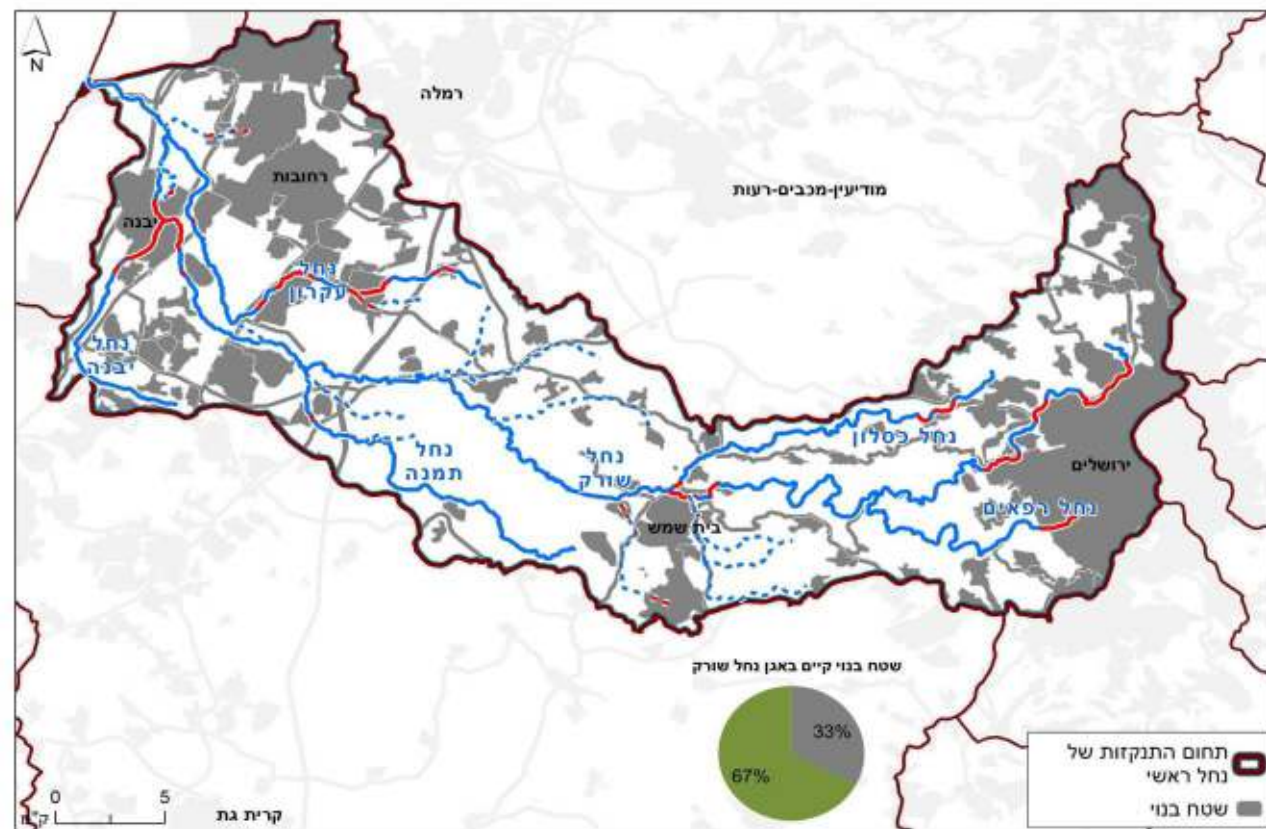 N
רמלה
מודיעין-מכבים-רעות
רחובות
יבנה
נחל
עקרון
נחל
יבנה
נחל
תמנה
נחל
שורק
נחל כסלון
ירושלים
נחל רפאים
בית שמש
שטח בנוי קיים באגן נחל שורק
33%
67%
תחום התנקזות של
נחל ראשי
שטח בנוי
0 5
ק"מ
קרית גת